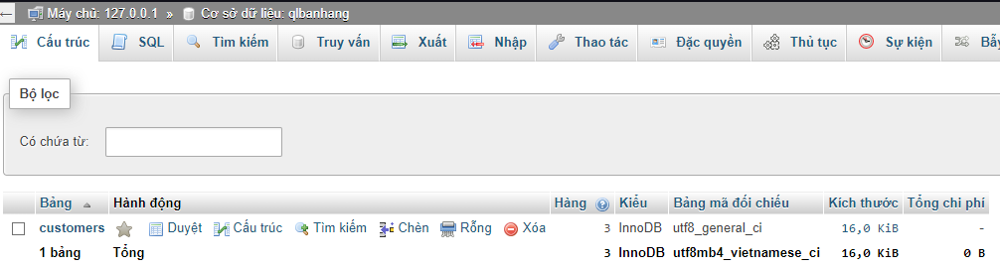 ← Máy chủ: 127.0.0.1 » Cơ sở dữ liệu: qlbanhang
Cấu trúc SQL Tìm kiếm Truy vấn Xuất Nhập Thao tác Đặc quyền Thủ tục Sự kiện Bẫy
Bộ lọc
Có chứa từ:
Bảng Hành động Hàng Kiểu Bảng mã đối chiếu Kích thước Tổng chi phí
customers Duyệt Cấu trúc Tìm kiếm Chèn Rỗng Xóa 3 InnoDB utf8_general_ci 16,0 KiB -
1 bảng Tổng 3 InnoDB utf8mb4_vietnamese_ci 16,0 KiB 0 B